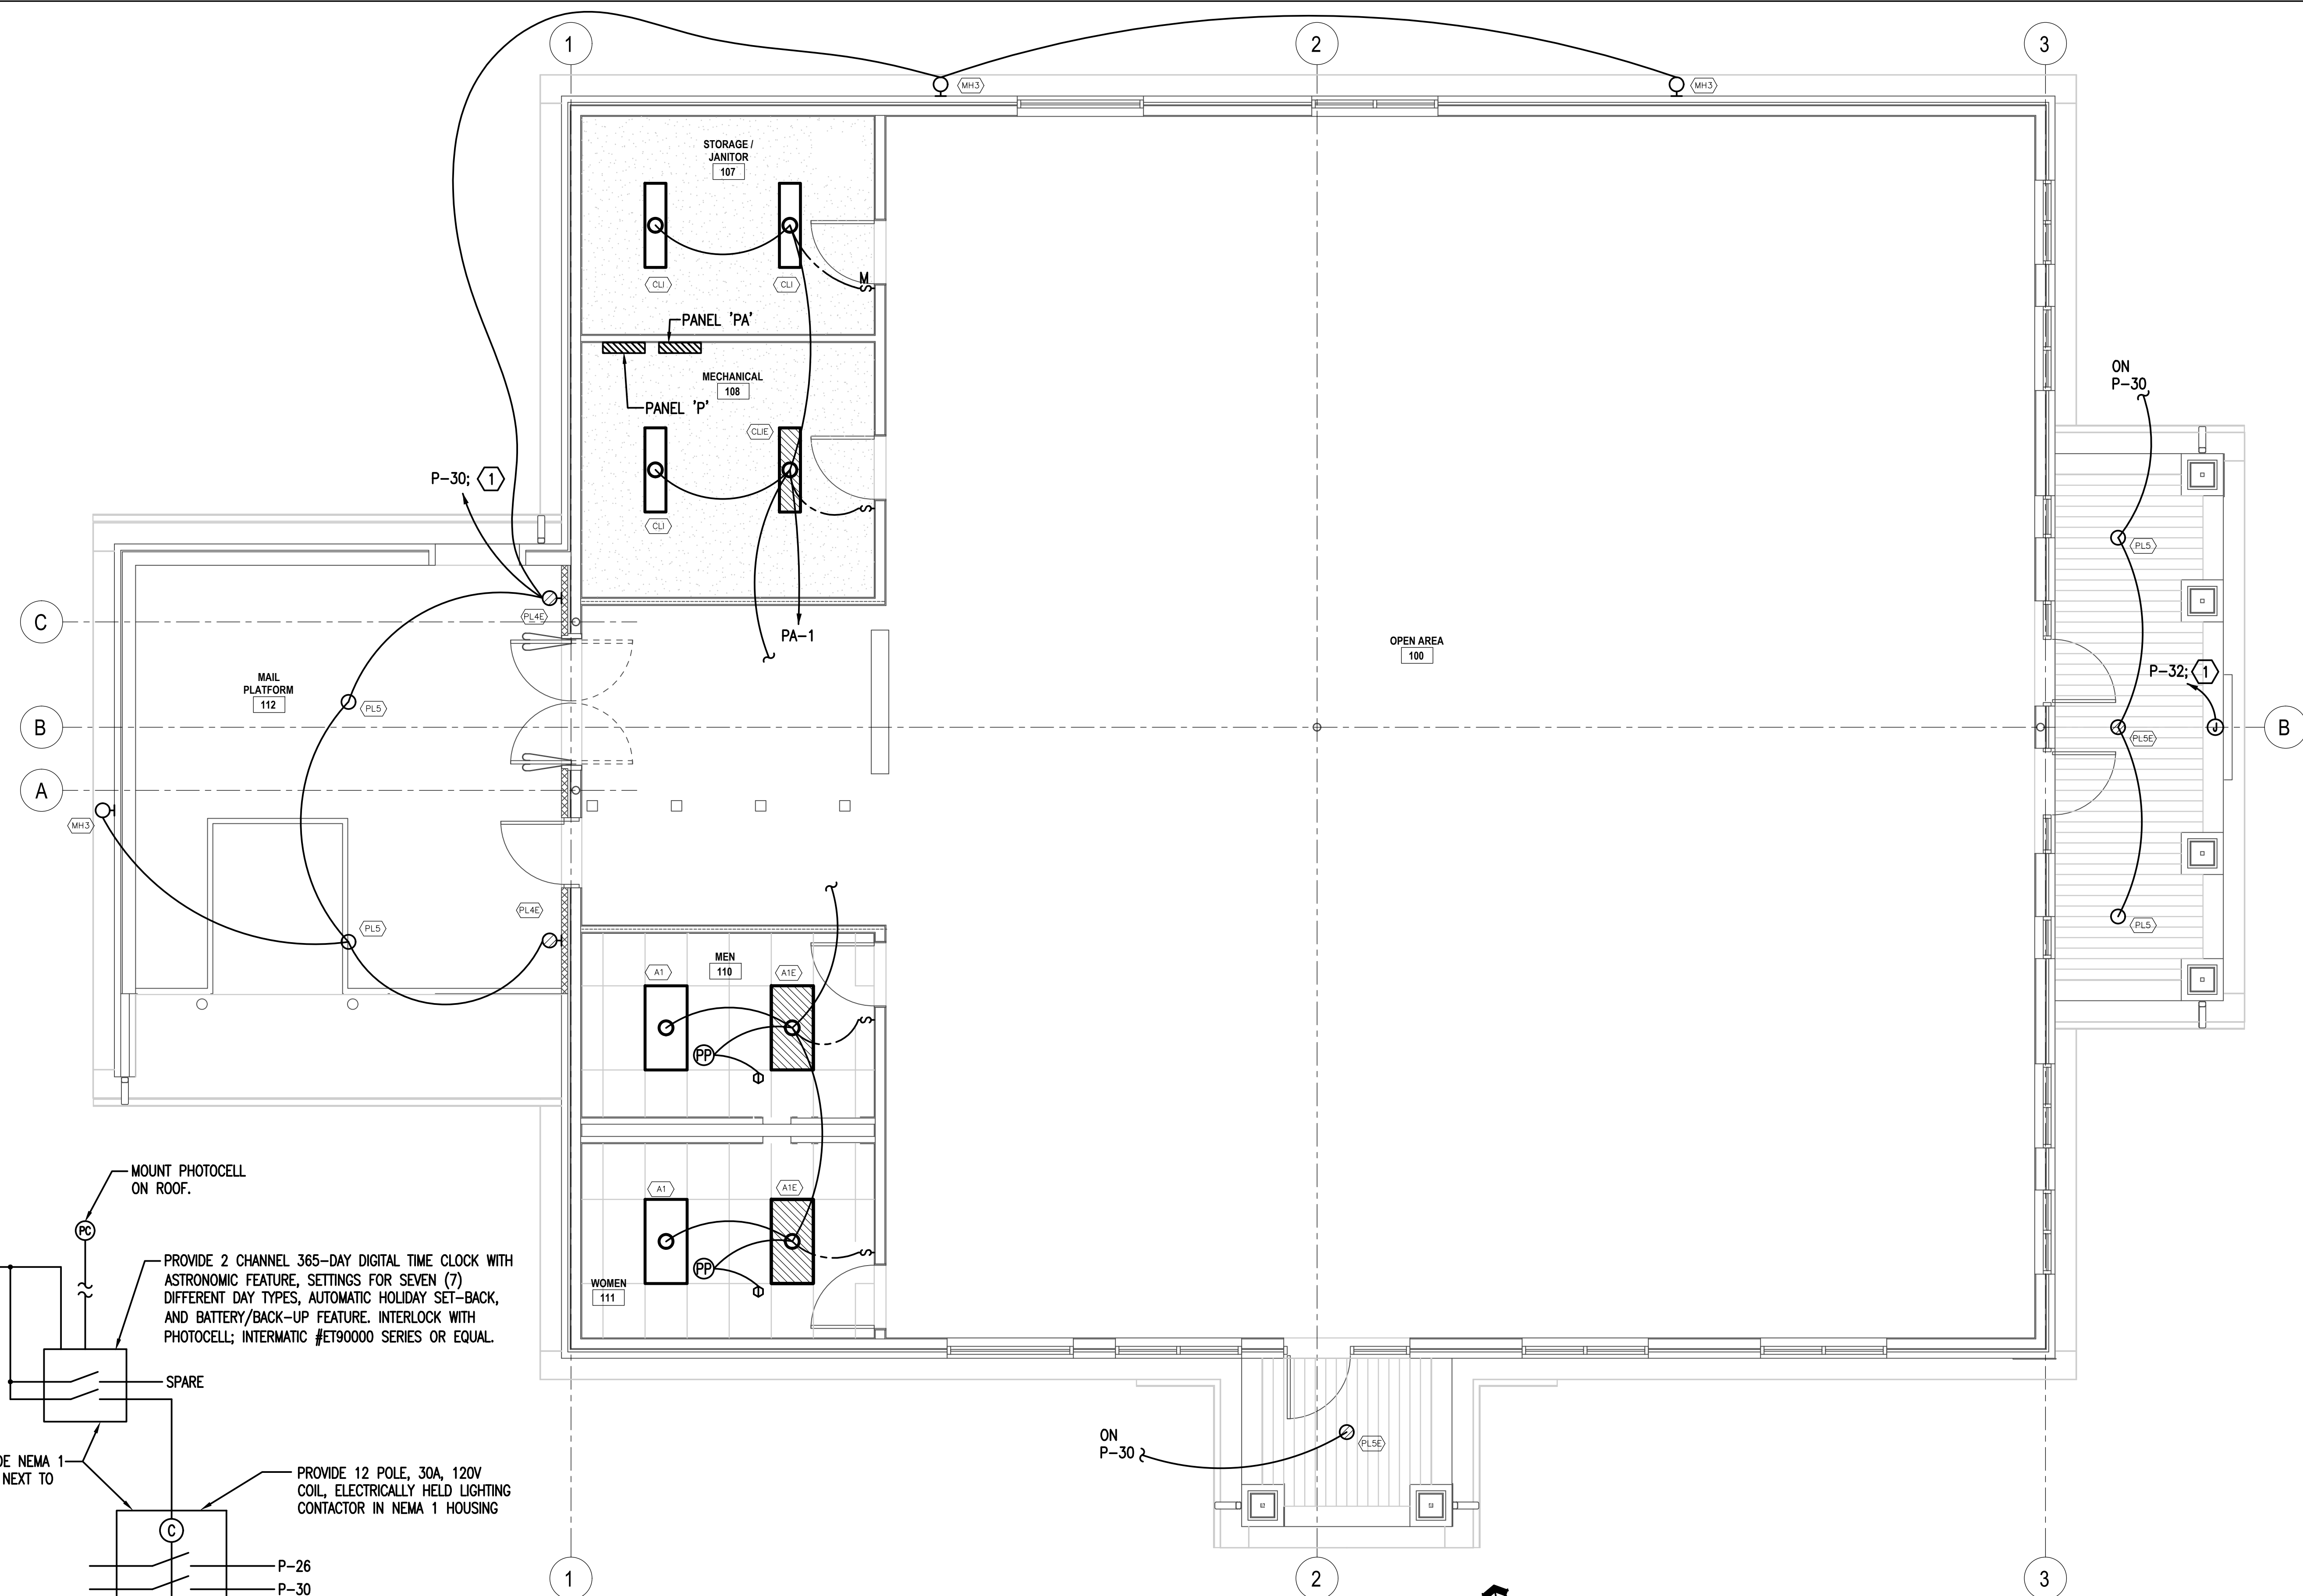 1
2
3
MH3
MH3
STORAGE /
JANITOR
107
CLI
CLI
M
S
PANEL 'PA'
MECHANICAL
108
PANEL 'P'
CLIE
CLI
S
ON
P-30
P-30; 1
PL5
PL4E
C
PA-1
OPEN AREA
100
MAIL
PLATFORM
112
PL5
P-32; 1
B
PL5E
J
B
A
MH3
PL4E
PL5
PL5
MEN
110
A1
A1E
S
PP
MOUNT PHOTOCELL
ON ROOF.
PC
A1
A1E
S
PP
WOMEN
111
PROVIDE 2 CHANNEL 365-DAY DIGITAL TIME CLOCK WITH
ASTRONOMIC FEATURE, SETTINGS FOR SEVEN (7)
DIFFERENT DAY TYPES, AUTOMATIC HOLIDAY SET-BACK,
AND BATTERY/BACK-UP FEATURE. INTERLOCK WITH
PHOTOCELL; INTERMATIC #ET90000 SERIES OR EQUAL.
SPARE
ON
P-30
PL5E
DE NEMA 1
NEXT TO
PROVIDE 12 POLE, 30A, 120V
COIL, ELECTRICALLY HELD LIGHTING
CONTACTOR IN NEMA 1 HOUSING
C
P-26
P-30
1
2
3